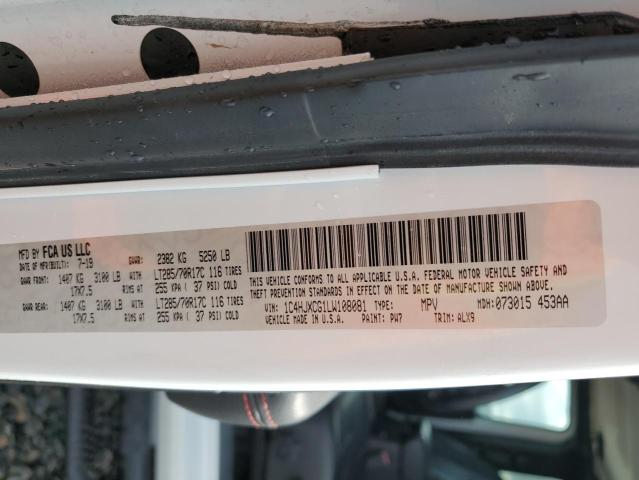 MFD BY FCA US LLC
DATE OF MFR: 7-19 GVWR: 2382 KG 5250 LB
GAWR FRONT: 1407 KG 3100 LB WITH LT285/70R17C 116 TIRES
17X7.5 RIMS AT 255 KPA ( 37 PSI) COLD
GAWR REAR: 1407 KG 3100 LB WITH LT285/70R17C 116 TIRES
17X7.5 RIMS AT 255 KPA ( 37 PSI) COLD
THIS VEHICLE CONFORMS TO ALL APPLICABLE U.S.A. FEDERAL MOTOR VEHICLE SAFETY AND
THEFT PREVENTION STANDARDS IN EFFECT ON THE DATE OF MANUFACTURE SHOWN ABOVE.
VIN: 1C4HJXCG1LW108081 TYPE: MPV MDH: 073015 453AA
VEHICLE MADE IN U.S.A. PAINT: PW7 TRIM: ALX9